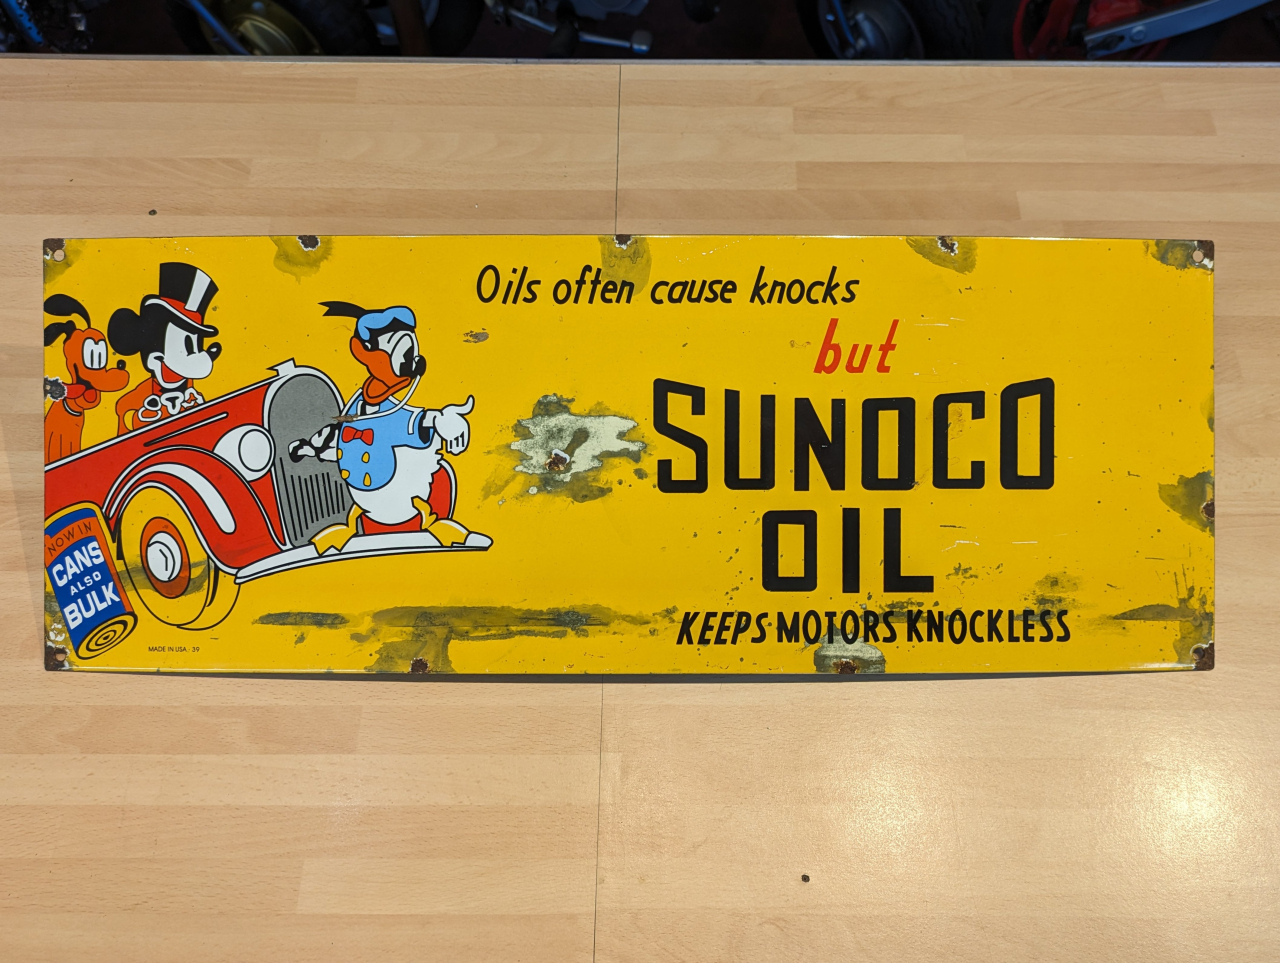 Oils often cause knocks
but
SUNOCO
OIL
KEEPS MOTORS KNOCKLESS
NOW IN
CANS
ALSO
BULK
MADE IN USA - 39